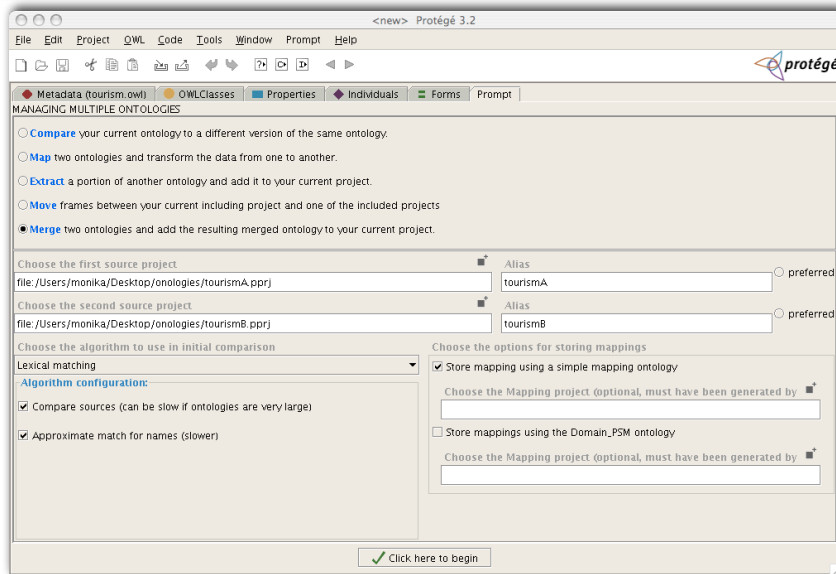 <new> Protégé 3.2
File Edit Project OWL Code Tools Window Prompt Help
protégé
Metadata (tourism.owl) OWLClasses Properties Individuals Forms Prompt
MANAGING MULTIPLE ONTOLOGIES
Compare your current ontology to a different version of the same ontology.
Map two ontologies and transform the data from one to another.
Extract a portion of another ontology and add it to your current project.
Move frames between your current including project and one of the included projects
Merge two ontologies and add the resulting merged ontology to your current project.
Choose the first source project Alias
file:/Users/monika/Desktop/onologies/tourismA.pprj tourismA preferred
Choose the second source project Alias
file:/Users/monika/Desktop/onologies/tourismB.pprj tourismB preferred
Choose the algorithm to use in initial comparison Choose the options for storing mappings
Lexical matching Store mapping using a simple mapping ontology
Algorithm configuration:
Choose the Mapping project (optional, must have been generated by
Compare sources (can be slow if ontologies are very large)
Approximate match for names (slower) Store mappings using the Domain_PSM ontology
Choose the Mapping project (optional, must have been generated by
Click here to begin